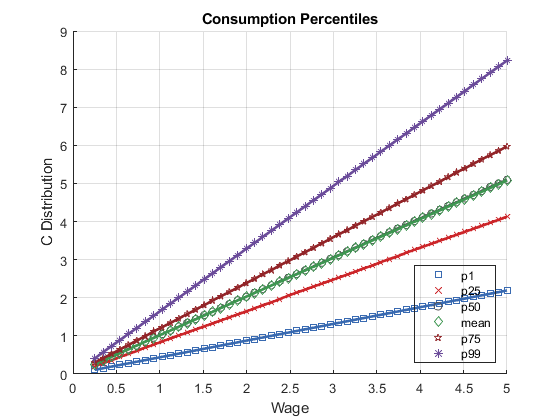 Consumption Percentiles
9
8
7
6
5
4
3
2
1
0
C Distribution
p1
p25
p50
mean
p75
p99
0 0.5 1 1.5 2 2.5 3 3.5 4 4.5 5
Wage